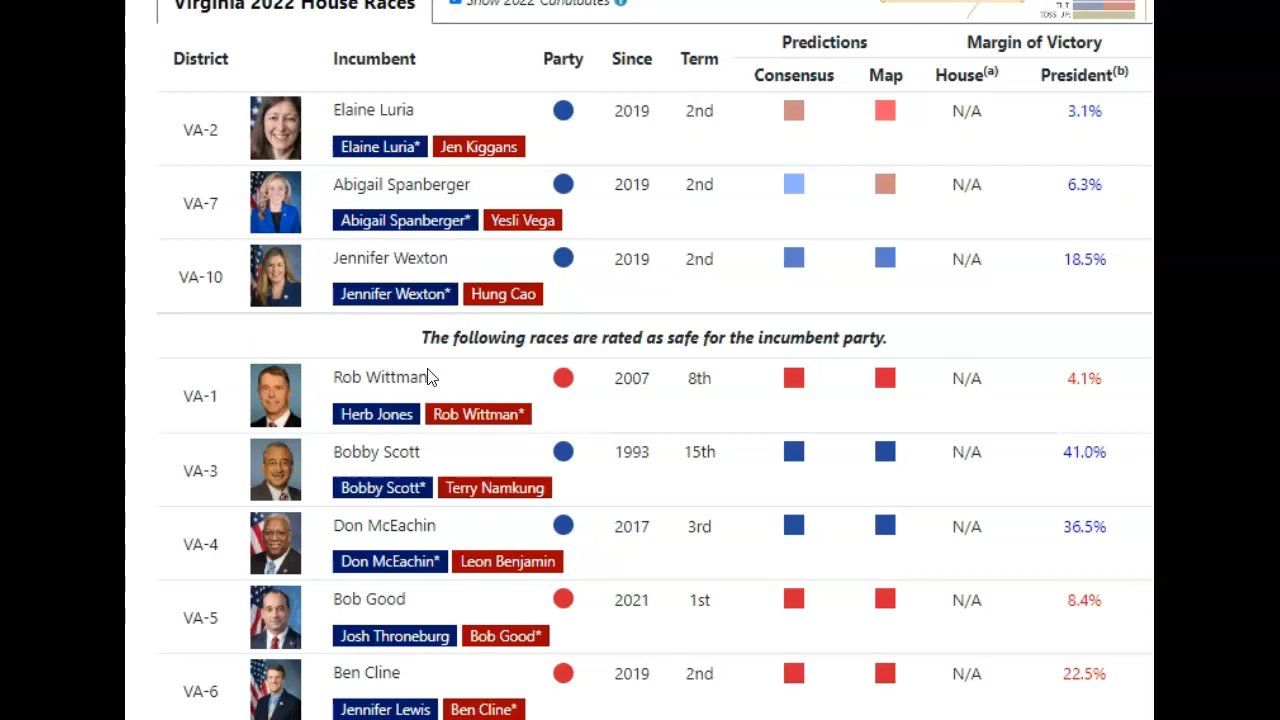 Virginia 2022 House Races
Show 2022 Candidates
Predictions Margin of Victory
District Incumbent Party Since Term Consensus Map House(a) President(b)
VA-2 Elaine Luria 2019 2nd N/A 3.1%
Elaine Luria* Jen Kiggans
VA-7 Abigail Spanberger 2019 2nd N/A 6.3%
Abigail Spanberger* Yesli Vega
VA-10 Jennifer Wexton 2019 2nd N/A 18.5%
Jennifer Wexton* Hung Cao
The following races are rated as safe for the incumbent party.
VA-1 Rob Wittman 2007 8th N/A 4.1%
Herb Jones Rob Wittman*
VA-3 Bobby Scott 1993 15th N/A 41.0%
Bobby Scott* Terry Namkung
VA-4 Don McEachin 2017 3rd N/A 36.5%
Don McEachin* Leon Benjamin
VA-5 Bob Good 2021 1st N/A 8.4%
Josh Throneburg Bob Good*
VA-6 Ben Cline 2019 2nd N/A 22.5%
Jennifer Lewis Ben Cline*